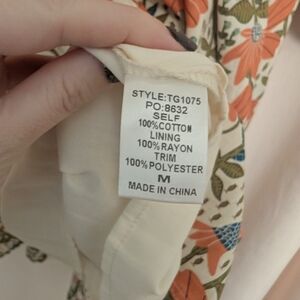 STYLE:TG1075
PO:8632
SELF
100%COTTON
LINING
100%RAYON
TRIM
100%POLYESTER
M
MADE IN CHINA